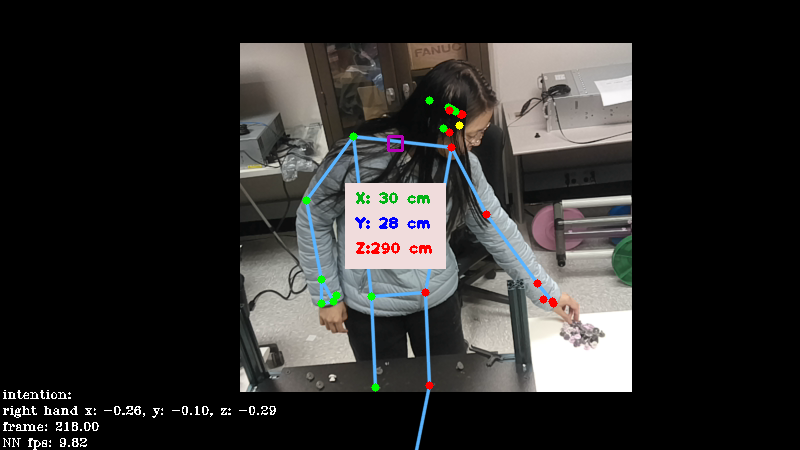 FANUC
X: 30 cm
Y: 28 cm
Z:290 cm
intention:
right hand x: -0.26, y: -0.10, z: -0.29
frame: 218.00
NN fps: 9.82